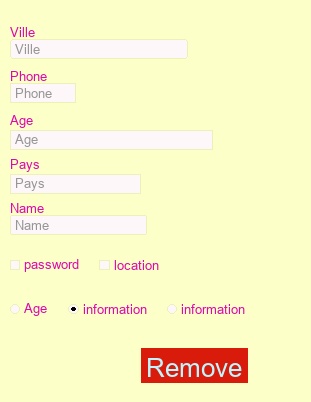 Ville
Ville
Phone
Phone
Age
Age
Pays
Pays
Name
Name
password location
Age information information
Remove